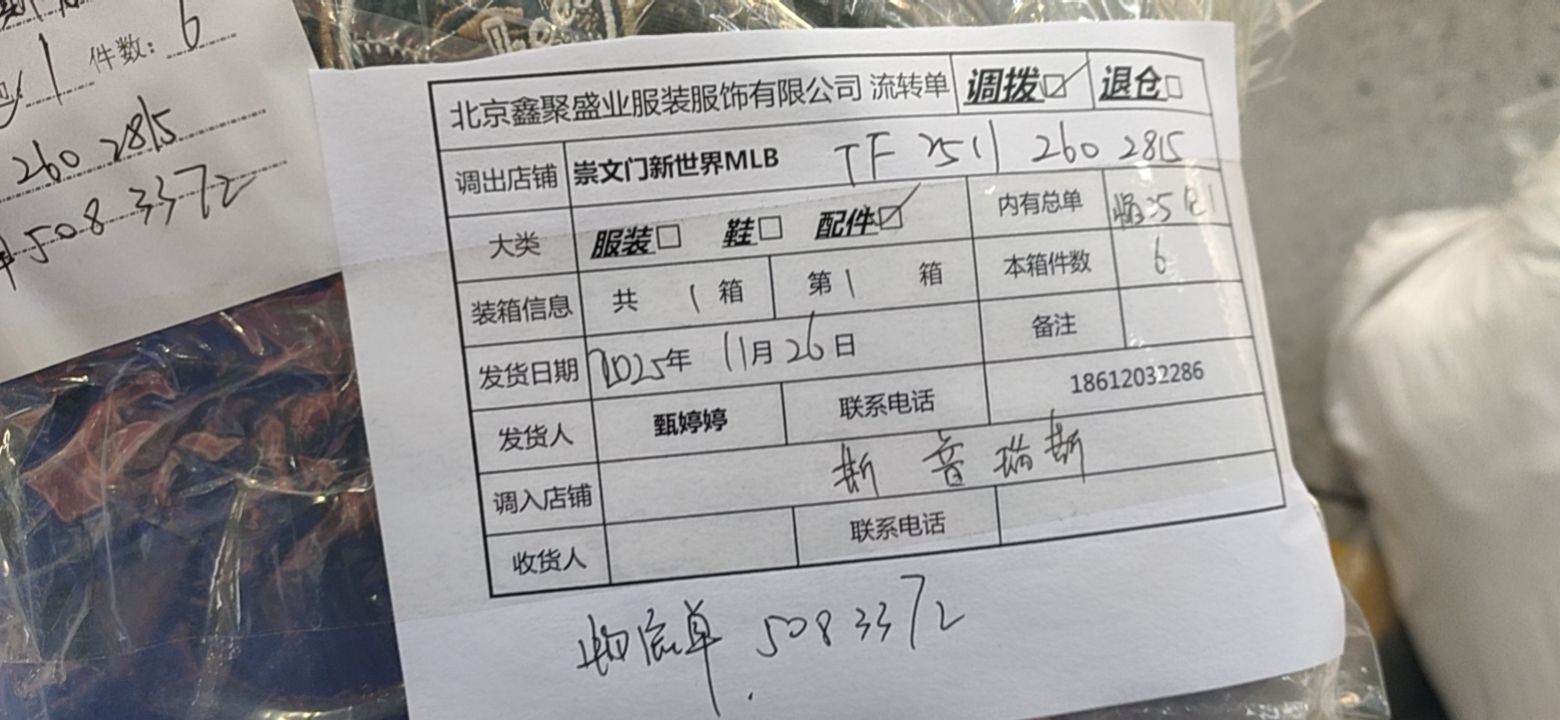 件数: 6
1
260 2815
508 3372
北京鑫聚盛业服装服饰有限公司 流转单 调拨☑ 退仓□
调出店铺 崇文门新世界MLB TF 2511 260 2815
大类 服装□ 鞋□ 配件☑ 内有总单
装箱信息 共 1 箱 第 1 箱 本箱件数 6
发货日期 2025年 11月26日 备注
发货人 甄婷婷 联系电话 18612032286
调入店铺 斯音瑞斯
收货人 联系电话
物流单 508 3372